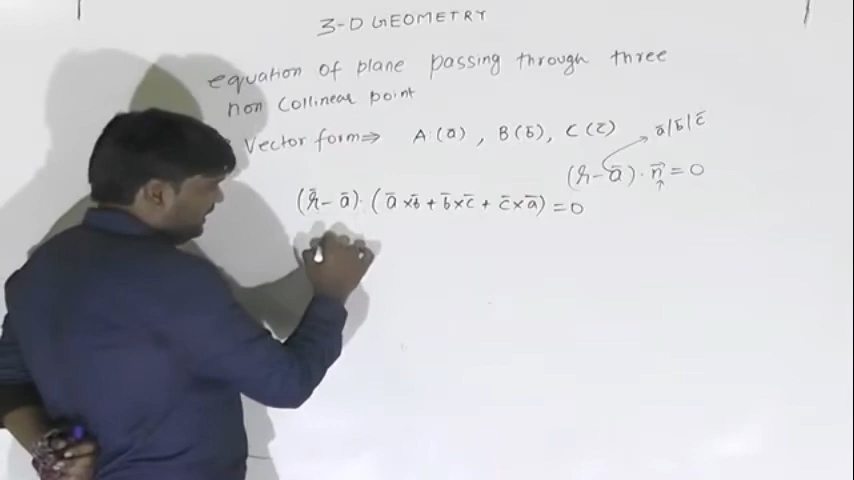 3-D GEOMETRY
equation of plane passing through three
non collinear point
Vector form ⇒ A(a̅), B(b̅), C(c̅)
a̅/b̅/c̅
(r-a̅)·n⃗=0
(r̅-a̅)·(a̅×b̅+b̅×c̅+c̅×a̅)=0